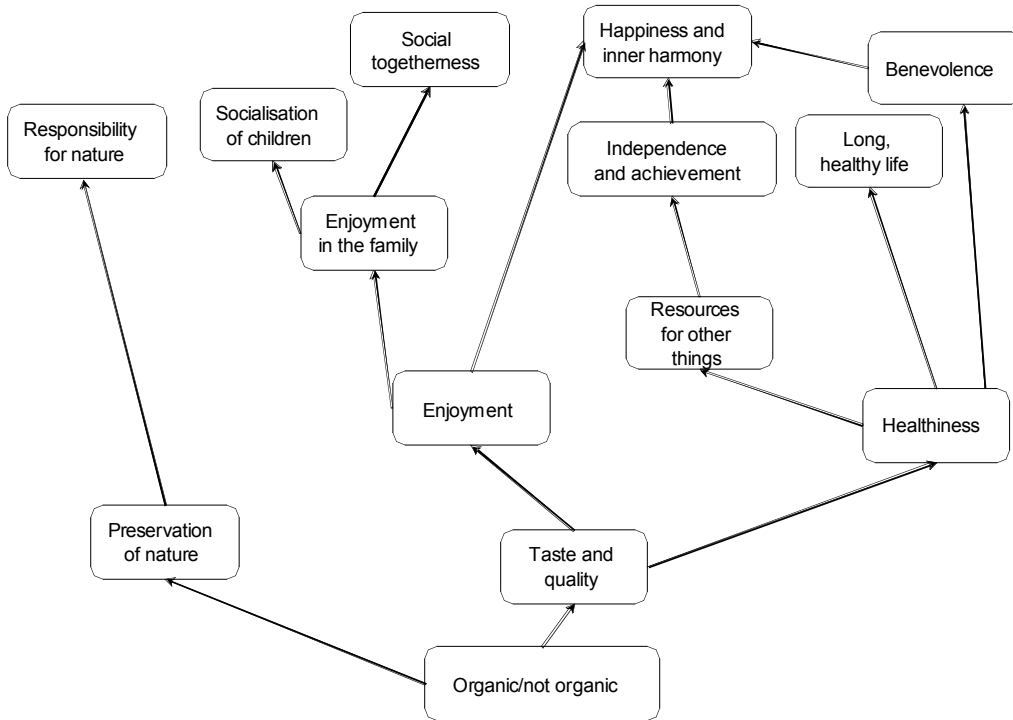 Social
togetherness
Happiness and
inner harmony
Benevolence
Socialisation
of children
Responsibility
for nature
Independence
and achievement
Long,
healthy life
Enjoyment
in the family
Resources
for other
things
Enjoyment
Healthiness
Preservation
of nature
Taste and
quality
Organic/not organic